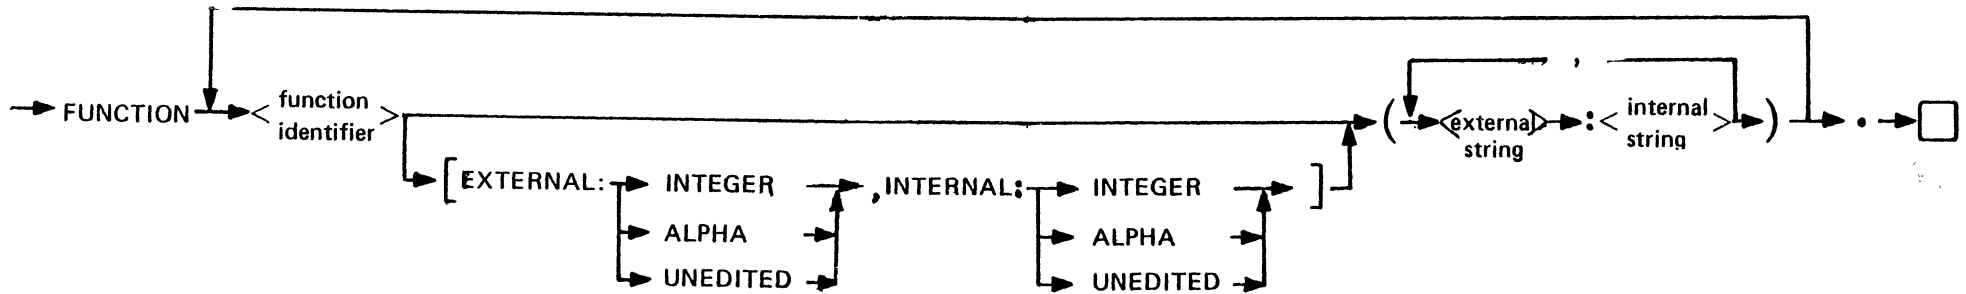 ,
FUNCTION < function identifier > ( <external string> : < internal string > ) .
[ EXTERNAL: INTEGER , INTERNAL: INTEGER ]
ALPHA ALPHA
UNEDITED UNEDITED